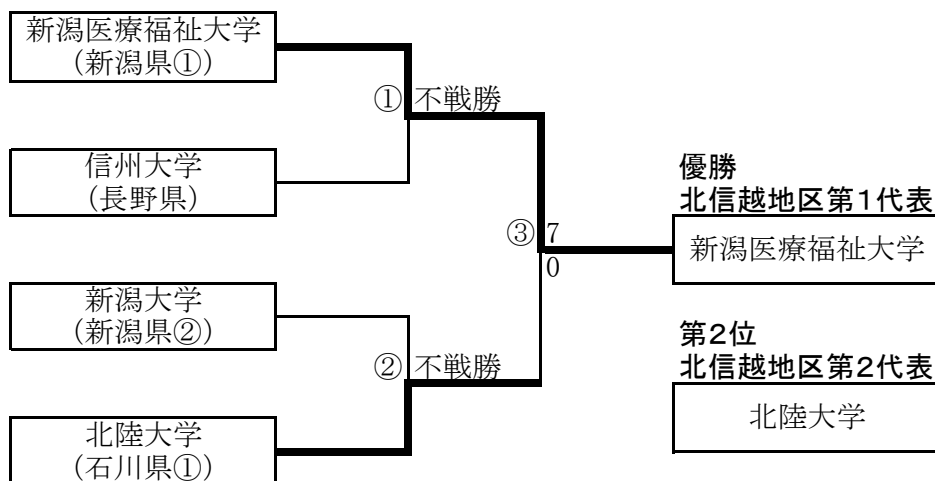 新潟医療福祉大学
(新潟県①)
① 不戦勝
信州大学
(長野県)
優勝
北信越地区第1代表
③ 7
0
新潟医療福祉大学
新潟大学
(新潟県②)
第2位
北信越地区第2代表
② 不戦勝
北陸大学
北陸大学
(石川県①)